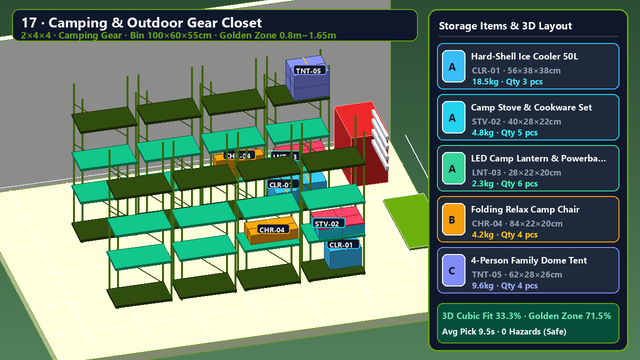 17 · Camping & Outdoor Gear Closet
2×4×4 · Camping Gear · Bin 100×60×55cm · Golden Zone 0.8m~1.65m
TNT-05
CHR-04
CLR-01
CHR-04
STV-02
CLR-01
Storage Items & 3D Layout
A
Hard-Shell Ice Cooler 50L
CLR-01 · 56×38×38cm
18.5kg · Qty 3 pcs
A
Camp Stove & Cookware Set
STV-02 · 40×28×22cm
4.8kg · Qty 5 pcs
A
LED Camp Lantern & Powerba...
LNT-03 · 28×22×20cm
2.3kg · Qty 6 pcs
B
Folding Relax Camp Chair
CHR-04 · 84×22×20cm
4.2kg · Qty 4 pcs
C
4-Person Family Dome Tent
TNT-05 · 62×28×26cm
9.6kg · Qty 4 pcs
3D Cubic Fit 33.3% · Golden Zone 71.5%
Avg Pick 9.5s · 0 Hazards (Safe)